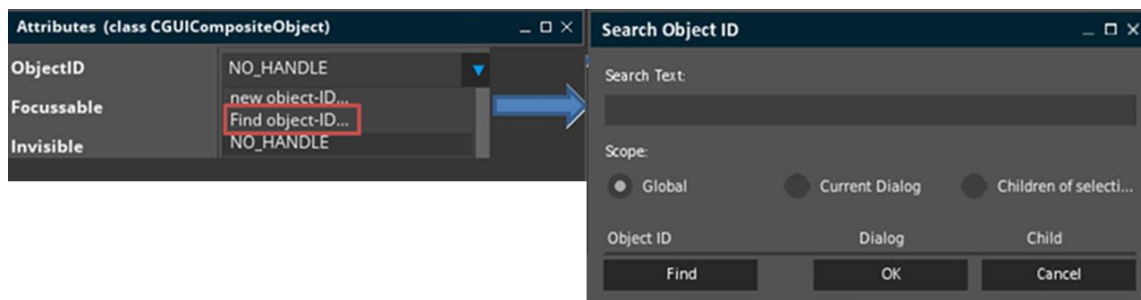 Attributes (class CGUICompositeObject)
ObjectID NO_HANDLE
new object-ID...
Focussable Find object-ID...
Invisible NO_HANDLE
Search Object ID
Search Text:
Scope:
Global Current Dialog Children of selecti...
Object ID Dialog Child
Find OK Cancel